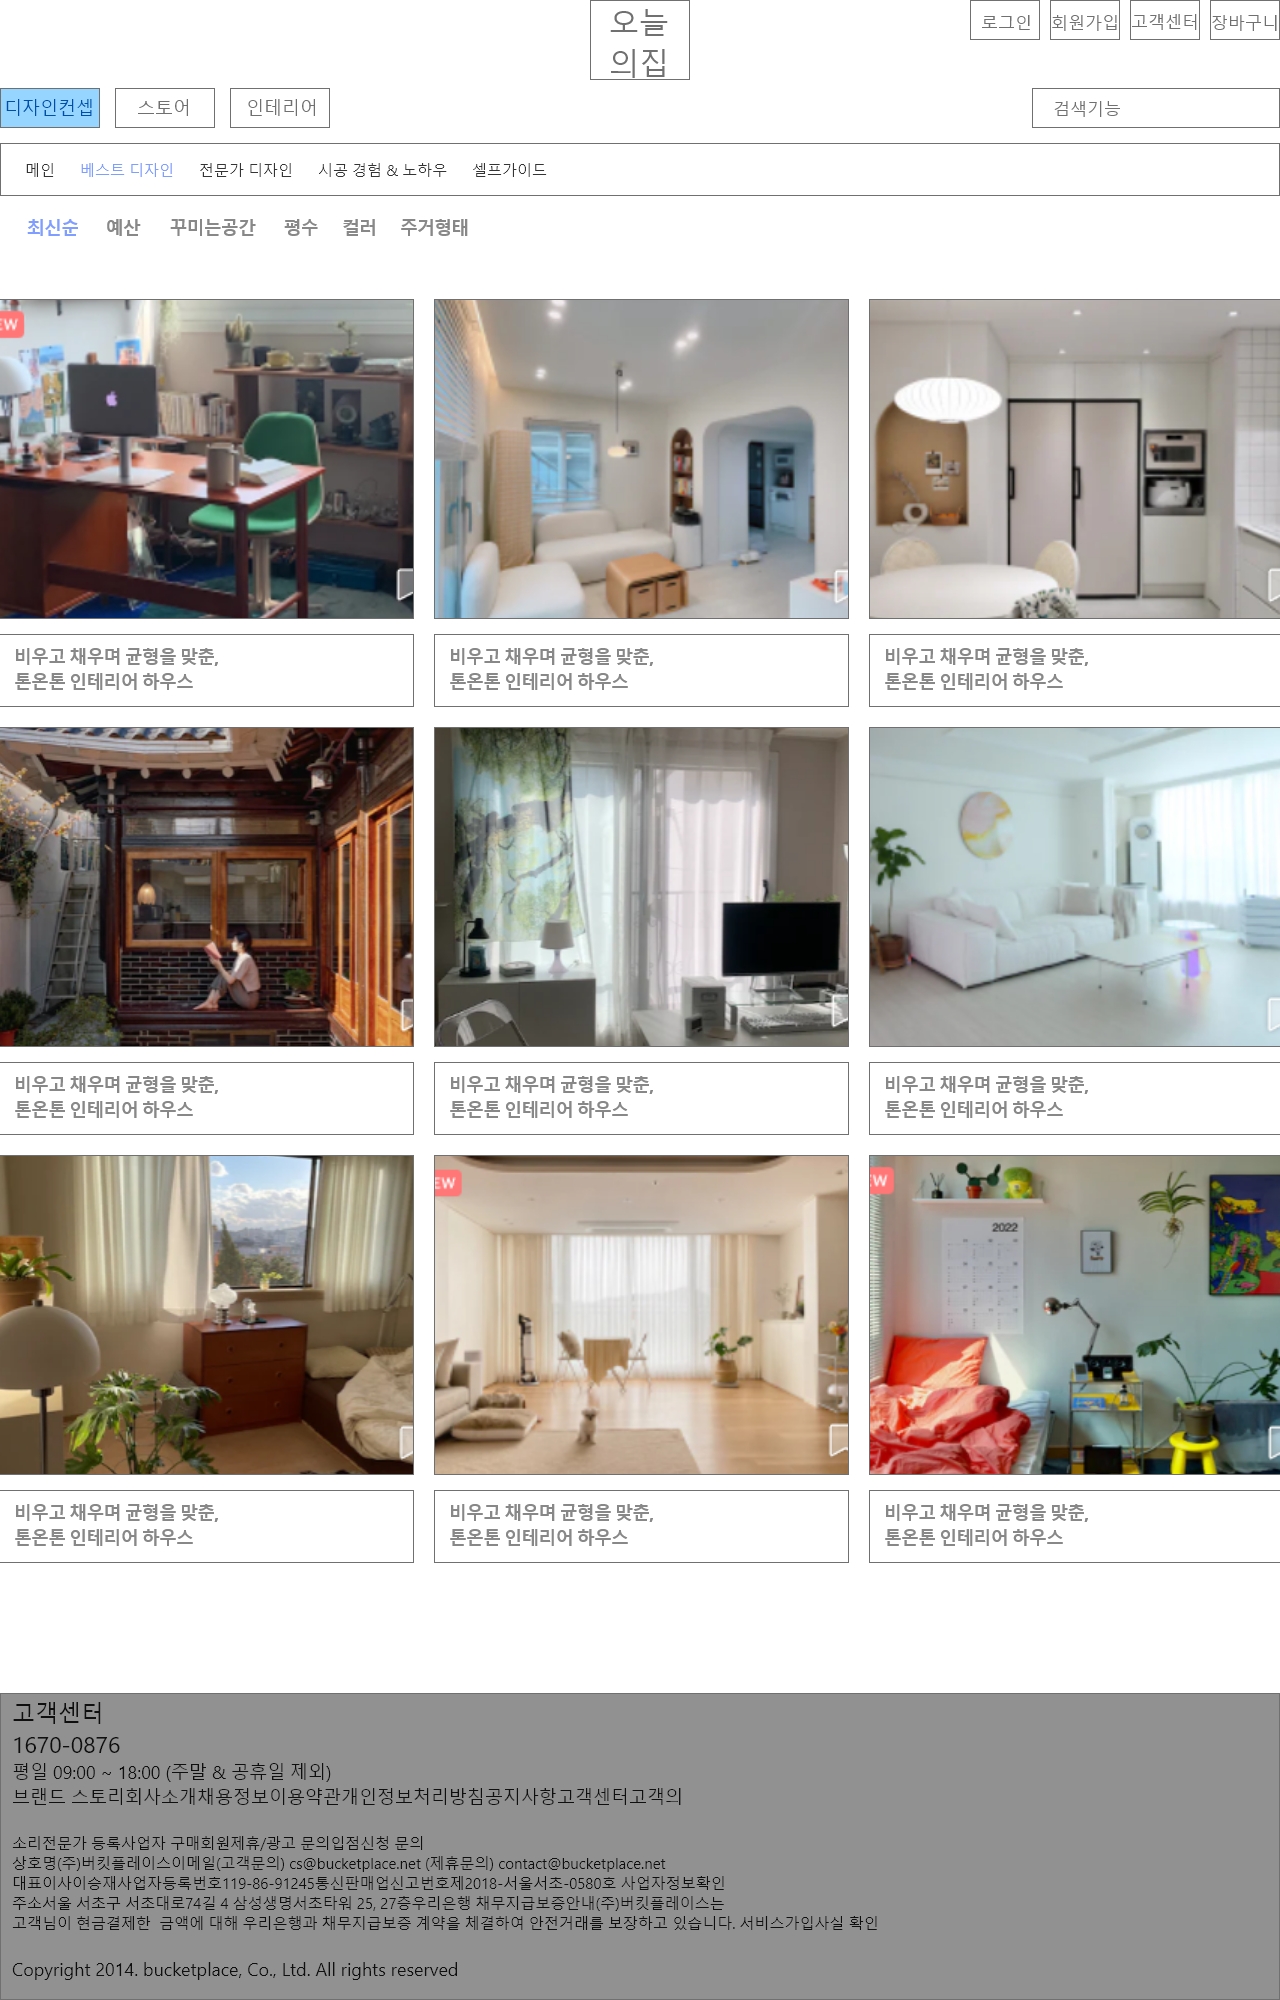 오늘
의집
로그인 회원가입 고객센터 장바구니
디자인컨셉 스토어 인테리어 검색기능
메인 베스트 디자인 전문가 디자인 시공 경험 & 노하우 셀프가이드
최신순 예산 꾸미는공간 평수 컬러 주거형태
EW
비우고 채우며 균형을 맞춘,
톤온톤 인테리어 하우스
비우고 채우며 균형을 맞춘,
톤온톤 인테리어 하우스
비우고 채우며 균형을 맞춘,
톤온톤 인테리어 하우스
비우고 채우며 균형을 맞춘,
톤온톤 인테리어 하우스
비우고 채우며 균형을 맞춘,
톤온톤 인테리어 하우스
비우고 채우며 균형을 맞춘,
톤온톤 인테리어 하우스
EW
EW
2022
비우고 채우며 균형을 맞춘,
톤온톤 인테리어 하우스
비우고 채우며 균형을 맞춘,
톤온톤 인테리어 하우스
비우고 채우며 균형을 맞춘,
톤온톤 인테리어 하우스
고객센터
1670-0876
평일 09:00 ~ 18:00 (주말 & 공휴일 제외)
브랜드 스토리회사소개채용정보이용약관개인정보처리방침공지사항고객센터고객의
소리전문가 등록사업자 구매회원제휴/광고 문의입점신청 문의
상호명(주)버킷플레이스이메일(고객문의) cs@bucketplace.net (제휴문의) contact@bucketplace.net
대표이사이승재사업자등록번호119-86-91245통신판매업신고번호제2018-서울서초-0580호 사업자정보확인
주소서울 서초구 서초대로74길 4 삼성생명서초타워 25, 27층우리은행 채무지급보증안내(주)버킷플레이스는
고객님이 현금결제한 금액에 대해 우리은행과 채무지급보증 계약을 체결하여 안전거래를 보장하고 있습니다. 서비스가입사실 확인
Copyright 2014. bucketplace, Co., Ltd. All rights reserved